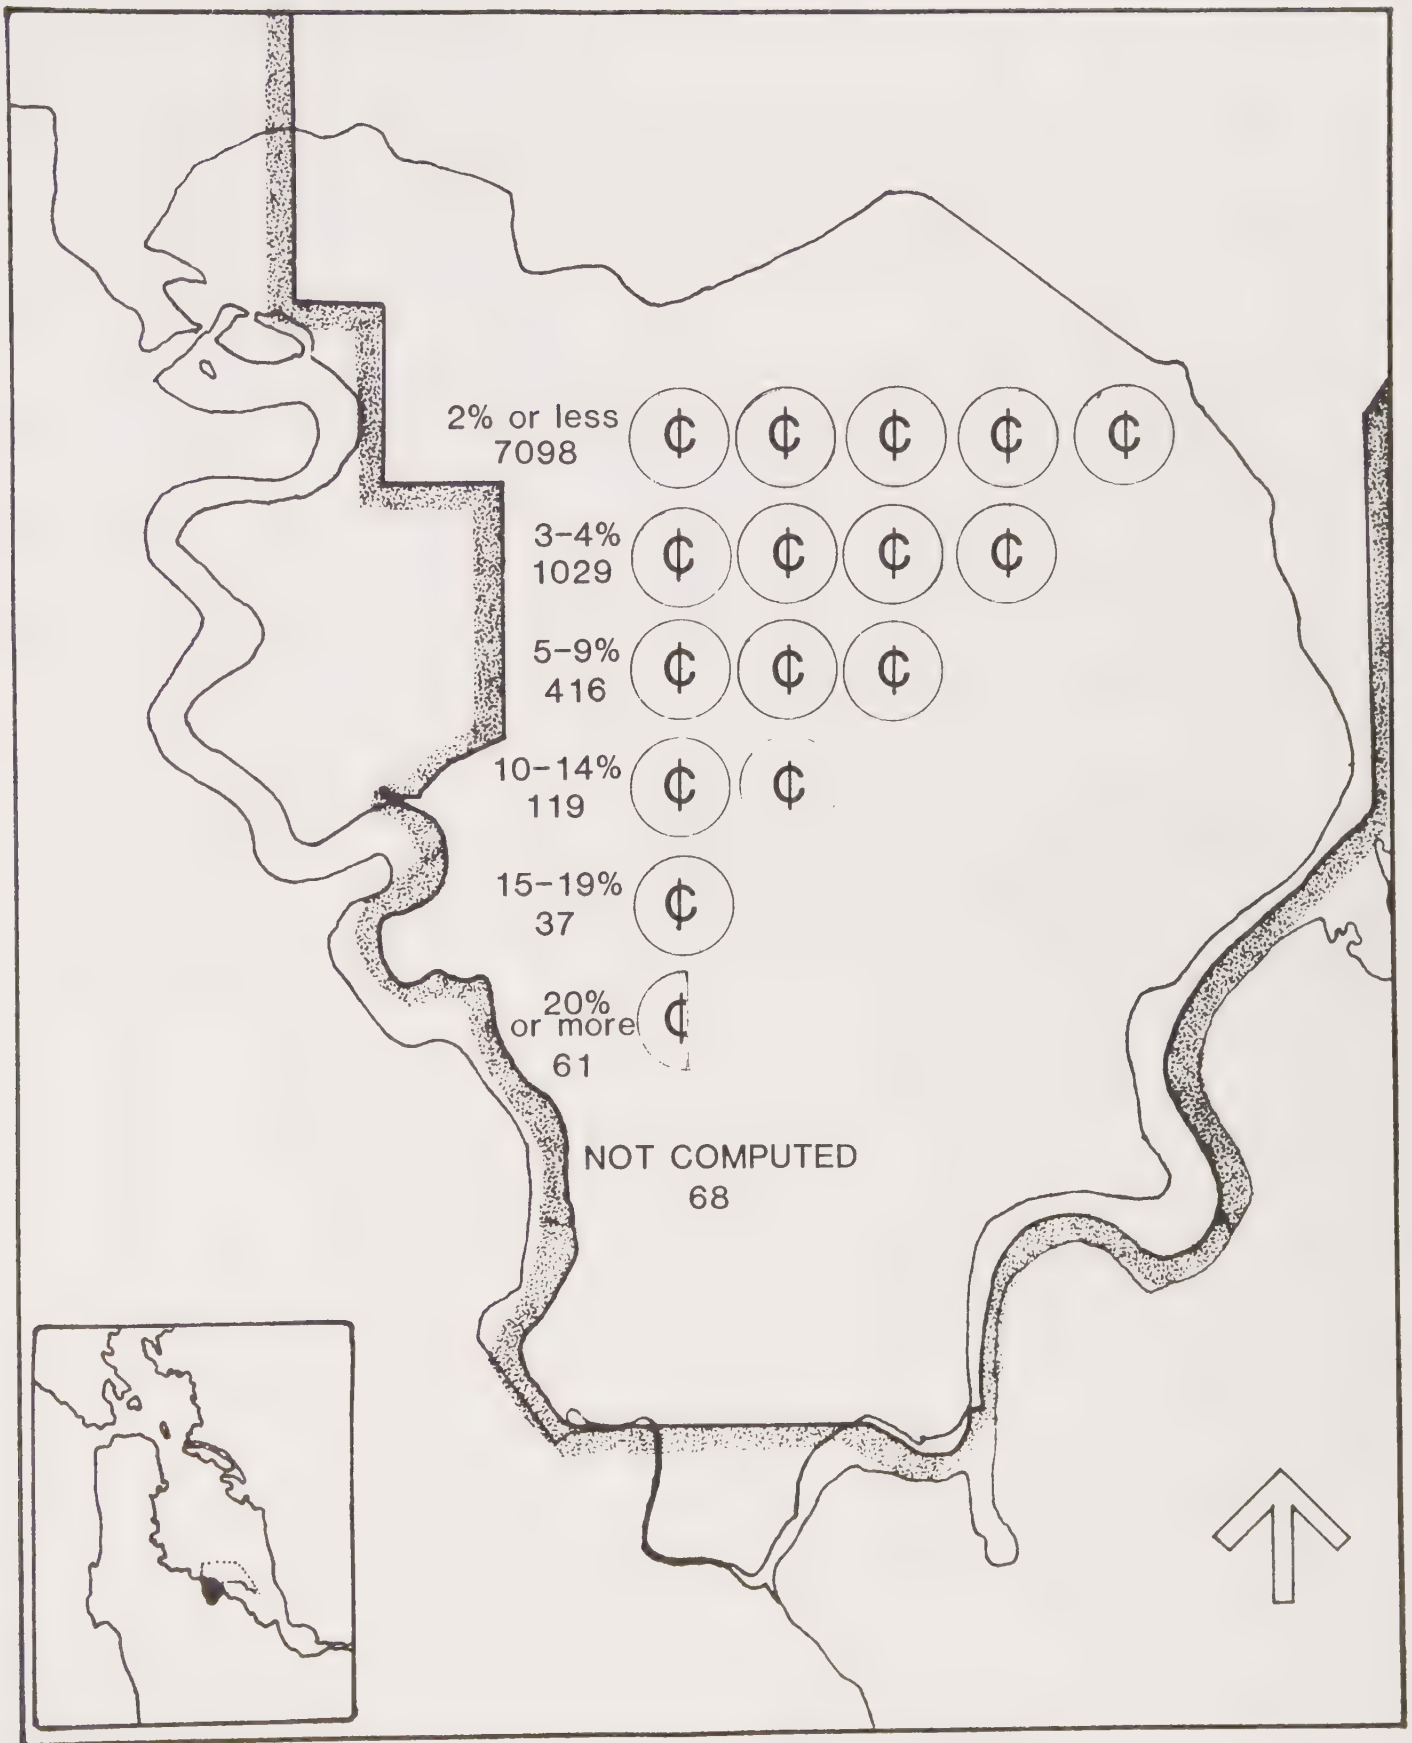 2% or less ¢ ¢ ¢ ¢ ¢
7098
3-4% ¢ ¢ ¢ ¢
1029
5-9% ¢ ¢ ¢
416
10-14% ¢ ¢
119
15-19% ¢
37
20% ¢
or more
61
NOT COMPUTED
68